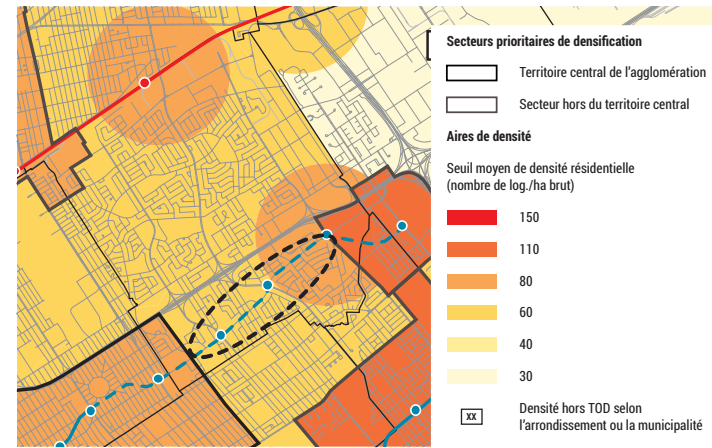 Secteurs prioritaires de densification
Territoire central de l'agglomération
Secteur hors du territoire central
Aires de densité
Seuil moyen de densité résidentielle
(nombre de log./ha brut)
150
110
80
60
40
30
xx
Densité hors TOD selon
l'arrondissement ou la municipalité